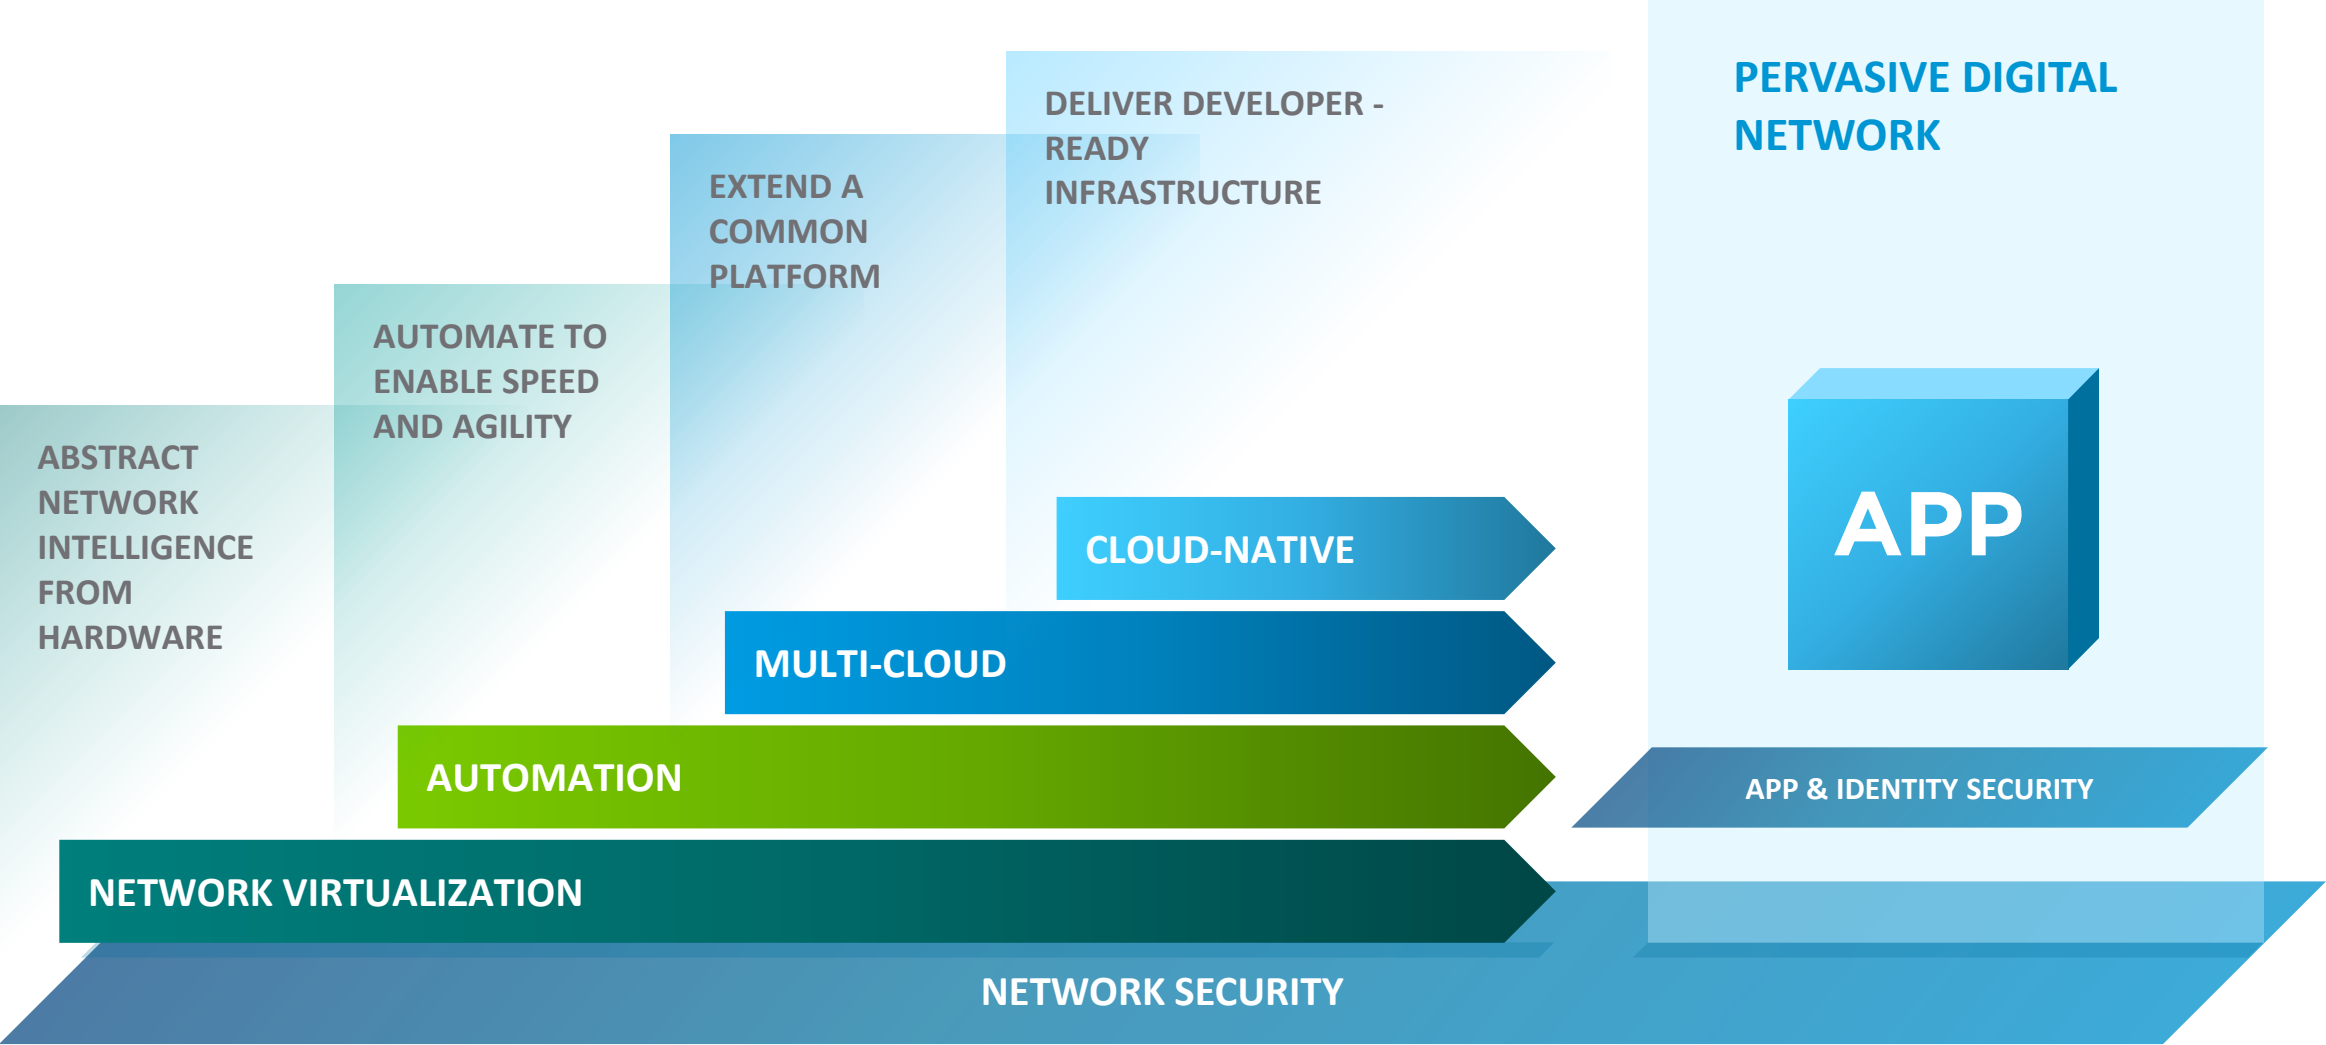 ABSTRACT
NETWORK
INTELLIGENCE
FROM
HARDWARE
AUTOMATE TO
ENABLE SPEED
AND AGILITY
EXTEND A
COMMON
PLATFORM
DELIVER DEVELOPER -
READY
INFRASTRUCTURE
PERVASIVE DIGITAL
NETWORK
APP
CLOUD-NATIVE
MULTI-CLOUD
AUTOMATION
NETWORK VIRTUALIZATION
APP & IDENTITY SECURITY
NETWORK SECURITY